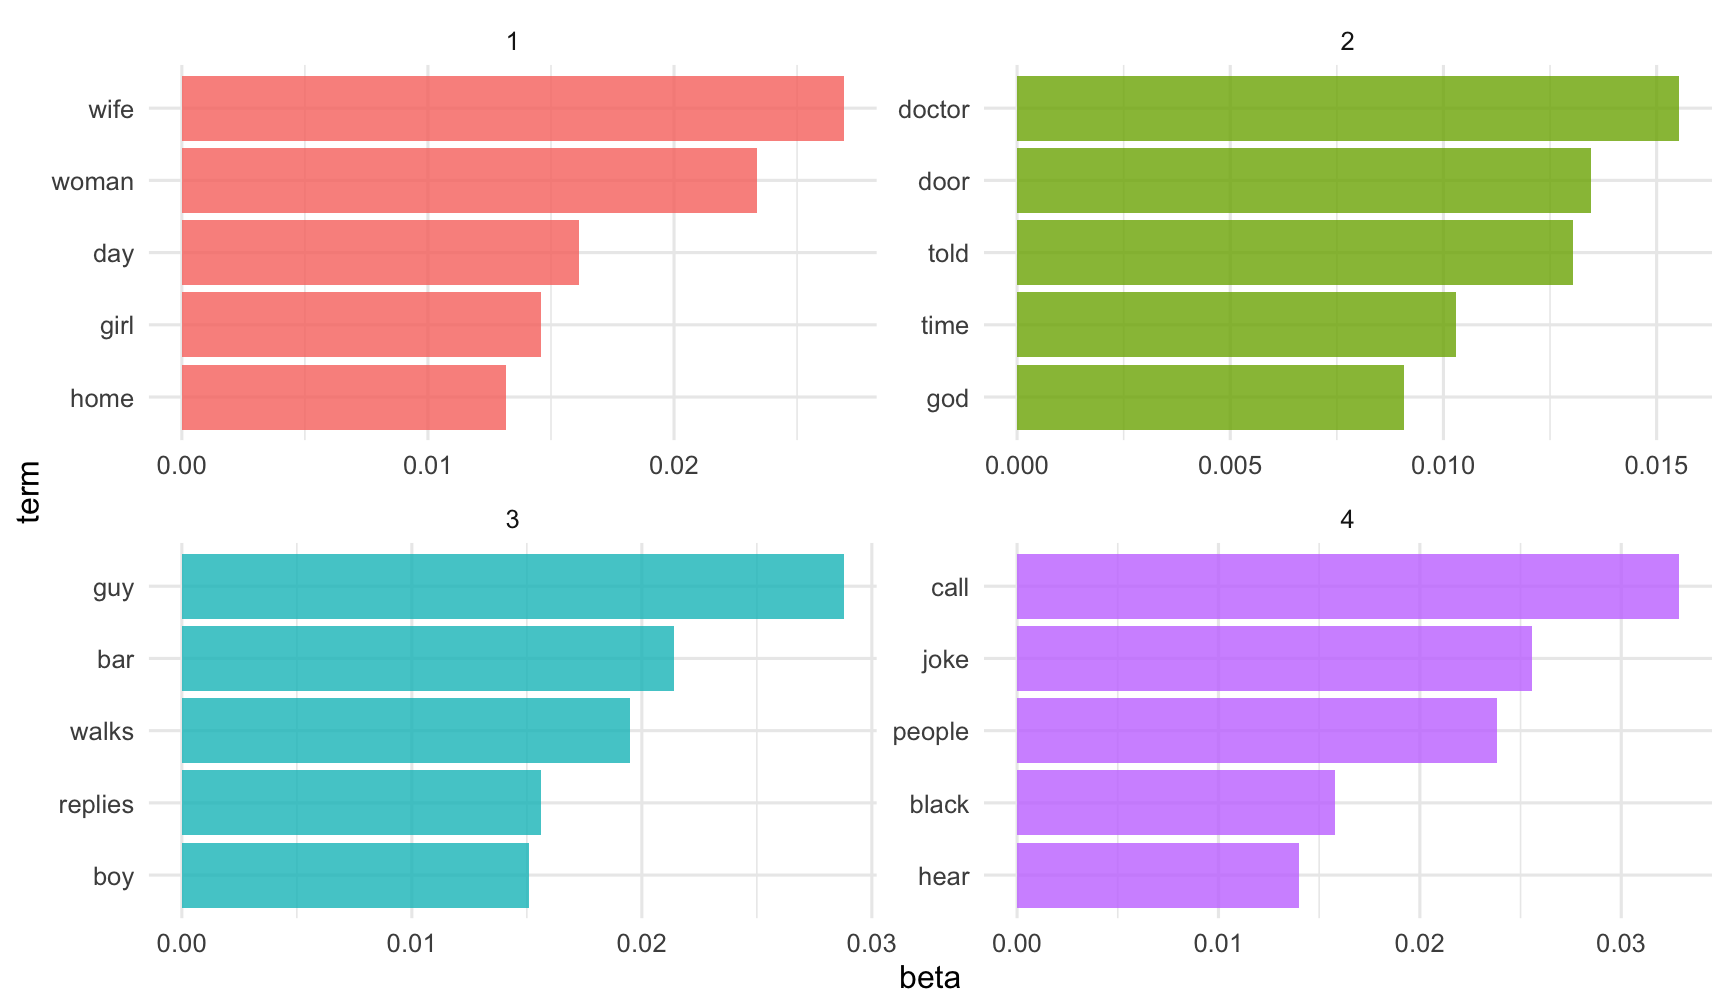 1
wife
woman
day
girl
home
0.00 0.01 0.02
2
doctor
door
told
time
god
0.000 0.005 0.010 0.015
term
3
guy
bar
walks
replies
boy
0.00 0.01 0.02 0.03
4
call
joke
people
black
hear
0.00 0.01 0.02 0.03
beta